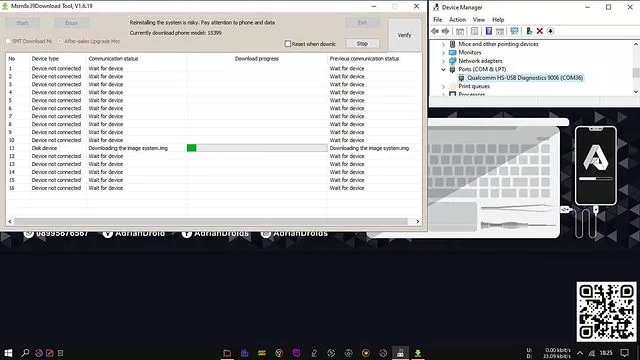 Msm8x39Download Tool, V1.6.19
Start
Enum
Reinstalling the system is risky. Pay attention to phone and data
Currently download phone model: 15399
Exit
Verify
SMT Download Mc
After-sales Upgrade Moc
Reset when downlc
Stop
No Device type Communication status Download progress Previous communication status
1 Device not connected Wait for device Wait for device
2 Device not connected Wait for device Wait for device
3 Device not connected Wait for device Wait for device
4 Device not connected Wait for device Wait for device
5 Device not connected Wait for device Wait for device
6 Device not connected Wait for device Wait for device
7 Device not connected Wait for device Wait for device
8 Device not connected Wait for device Wait for device
9 Device not connected Wait for device Wait for device
10 Device not connected Wait for device Wait for device
11 Disk device Downloading the image system.img Downloading the image system.img
12 Device not connected Wait for device Wait for device
13 Device not connected Wait for device Wait for device
14 Device not connected Wait for device Wait for device
15 Device not connected Wait for device Wait for device
16 Device not connected Wait for device Wait for device
Device Manager
File Action View Help
Mice and other pointing devices
Monitors
Network adapters
Ports (COM & LPT)
Qualcomm HS-USB Diagnostics 9006 (COM36)
Print queues
Processors
08995676567 AdrianDroid AdrianDroids AdrianDroids
U: 0.00 kbit/s
D: 33.09 kbit/s
18:25